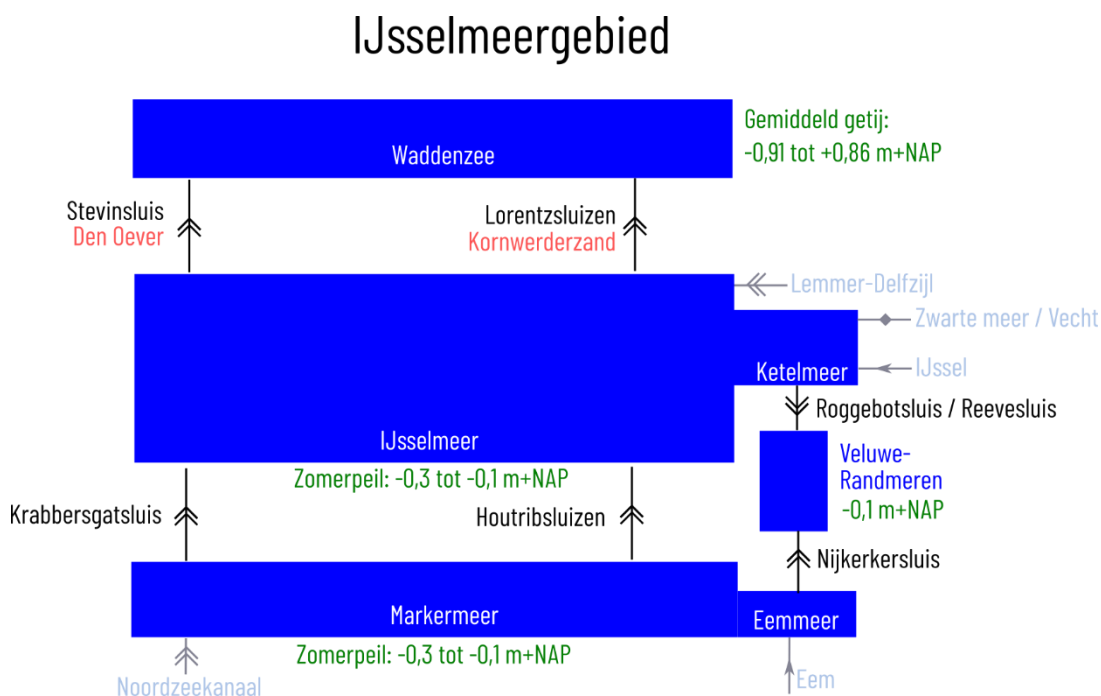 IJsselmeergebied
Waddenzee
Gemiddeld getij:
-0,91 tot +0,86 m+NAP
Stevinsluis
Den Oever
Lorentzsluizen
Kornwerderzand
Lemmer-Delfzijl
Zwarte meer / Vecht
IJssel
Ketelmeer
Roggebotsluis / Reevesluis
IJsselmeer
Zomerpeil: -0,3 tot -0,1 m+NAP
Veluwe-
Randmeren
-0,1 m+NAP
Krabbersgatsluis
Houtribsluizen
Nijkerkersluis
Markermeer
Eemmeer
Zomerpeil: -0,3 tot -0,1 m+NAP
Noordzeekanaal
Eem